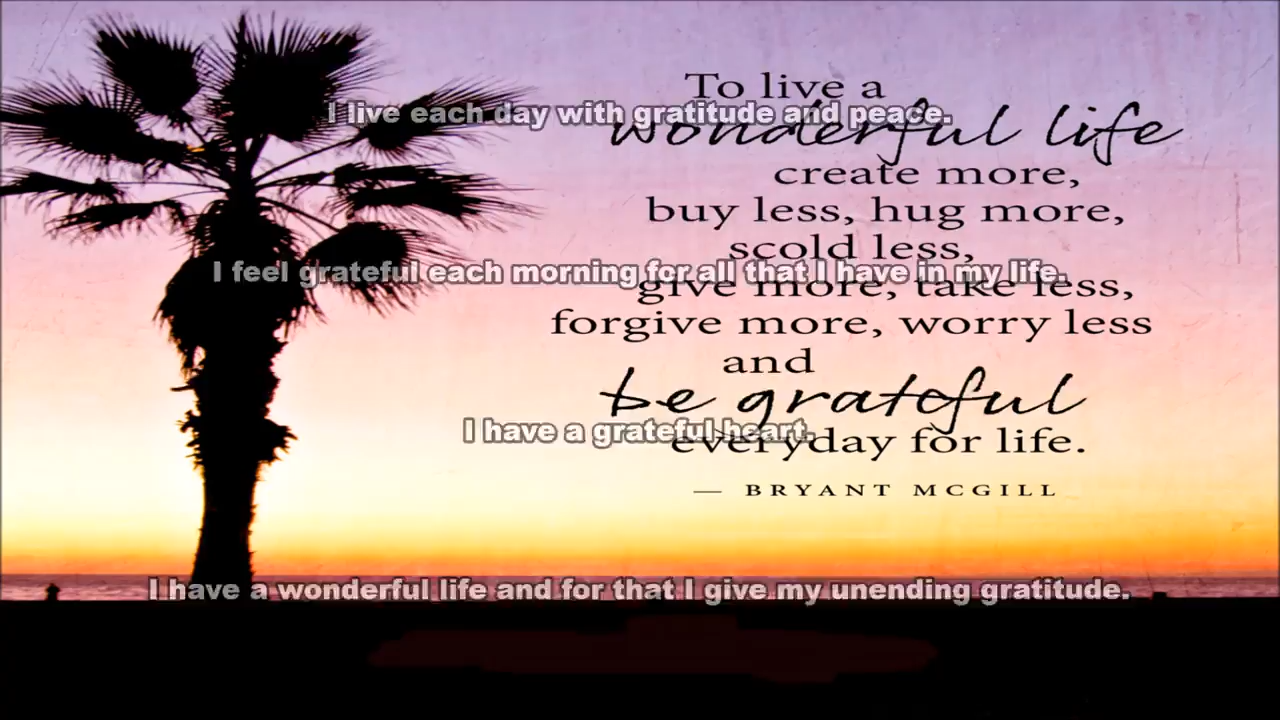 To live a
I live each day with gratitude and peace.
wonderful life
create more,
buy less, hug more,
scold less,
I feel grateful each morning for all that I have in my life.
give more, take less,
forgive more, worry less
and
be grateful
I have a grateful heart.
everyday for life.
— BRYANT MCGILL
I have a wonderful life and for that I give my unending gratitude.